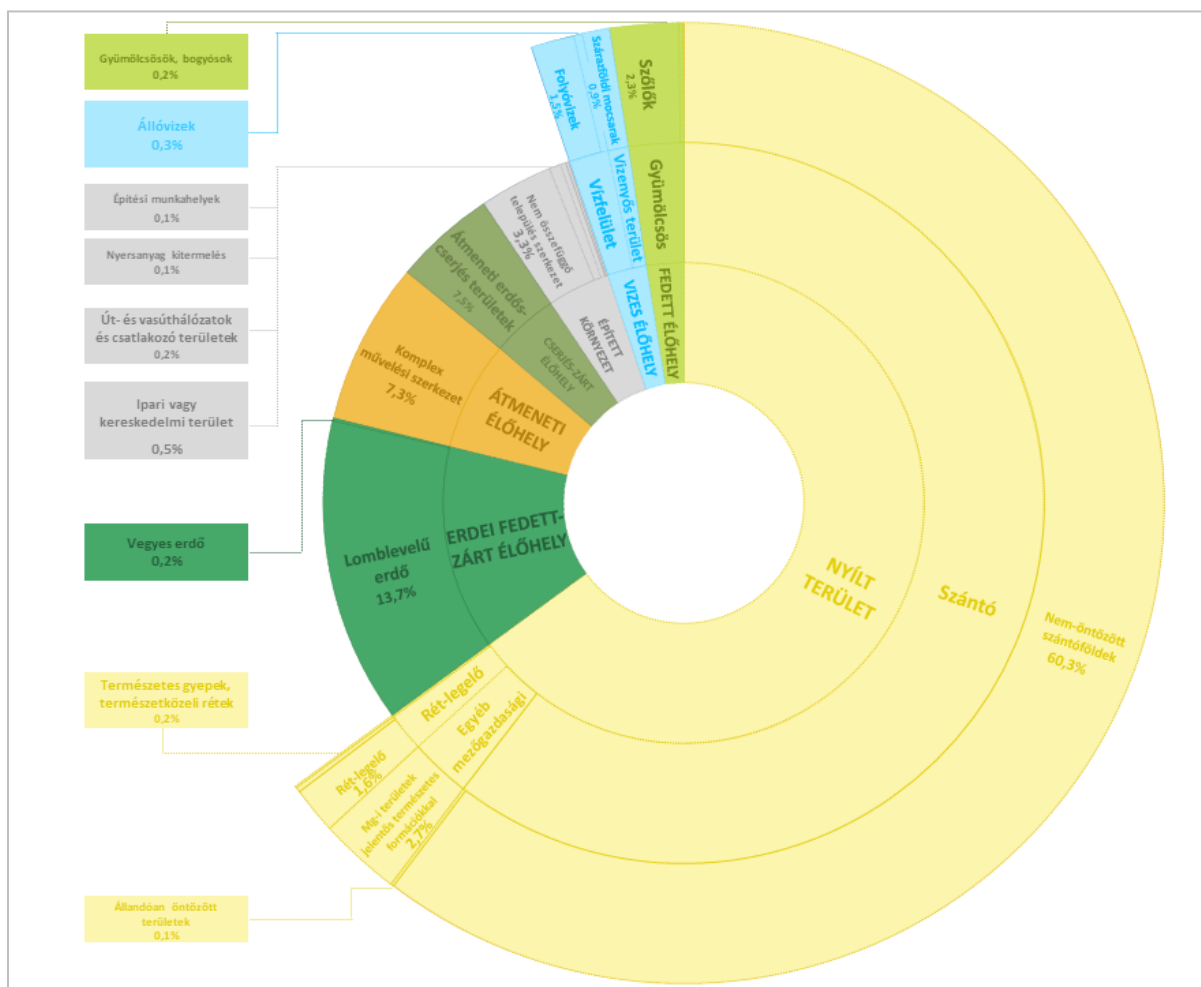 Gyümölcsösök, bogyósok
0,2%
Állóvizek
0,3%
Építési munkahelyek
0,1%
Nyersanyag kitermelés
0,1%
Út- és vasúthálózatok
és csatlakozó területek
0,2%
Ipari vagy
kereskedelmi terület
0,5%
Vegyes erdő
0,2%
Természetes gyepek,
természetközeli rétek
0,2%
Állandóan öntözött
területek
0,1%
Folyóvizek
1,5%
Szárazföldi mocsarak
0,9%
Szőlők
2,3%
Vízfelület
Vízenyős terület
Gyümölcsös
VIZES ÉLŐHELY
FEDETT ÉLŐHELY
Nem összefüggő
település szerkezet
3,3%
ÉPÍTETT
KÖRNYEZET
Átmeneti erdős-
cserjés területek
7,5%
CSERJÉS-ZÁRT
ÉLŐHELY
Komplex
művelési szerkezet
7,3%
ÁTMENETI
ÉLŐHELY
Lomblevelű
erdő
13,7%
ERDEI FEDETT-
ZÁRT ÉLŐHELY
NYÍLT
TERÜLET
Szántó
Nem-öntözött
szántóföldek
60,3%
Rét-legelő
Egyéb
mezőgazdasági
Rét-legelő
1,6%
Mg-i területek
jelentős természetes
formációkkal
2,7%